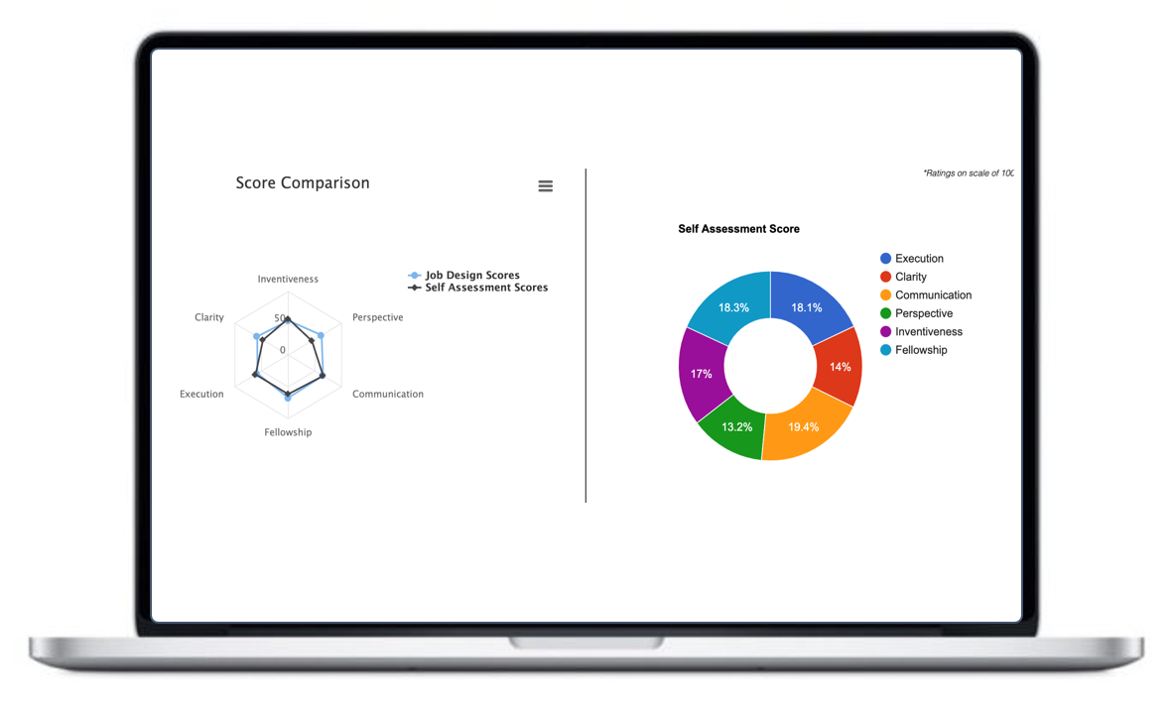 Score Comparison
Job Design Scores
Self Assessment Scores
Inventiveness
Clarity
50
Perspective
0
Execution
Communication
Fellowship
*Ratings on scale of 100
Self Assessment Score
Execution
Clarity
Communication
Perspective
Inventiveness
Fellowship
18.3%
18.1%
17%
14%
13.2%
19.4%